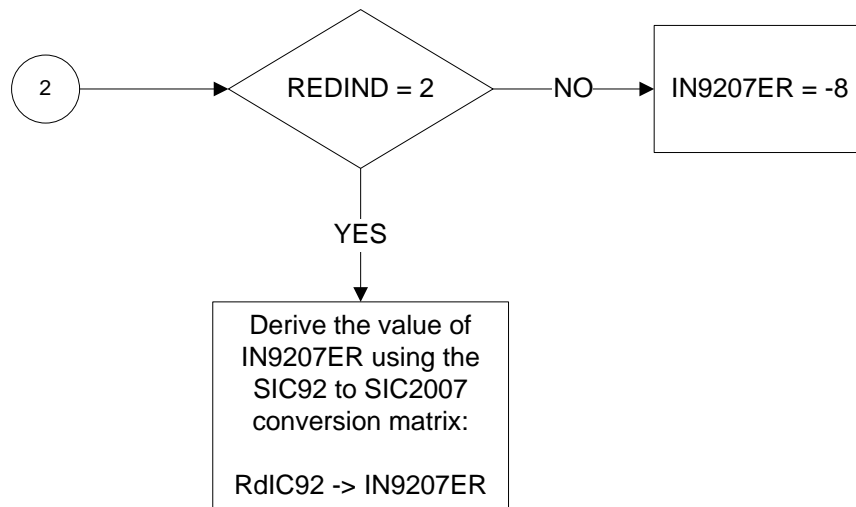 2
REDIND = 2
NO
IN9207ER = -8
YES
Derive the value of
IN9207ER using the
SIC92 to SIC2007
conversion matrix:
RdIC92 -> IN9207ER